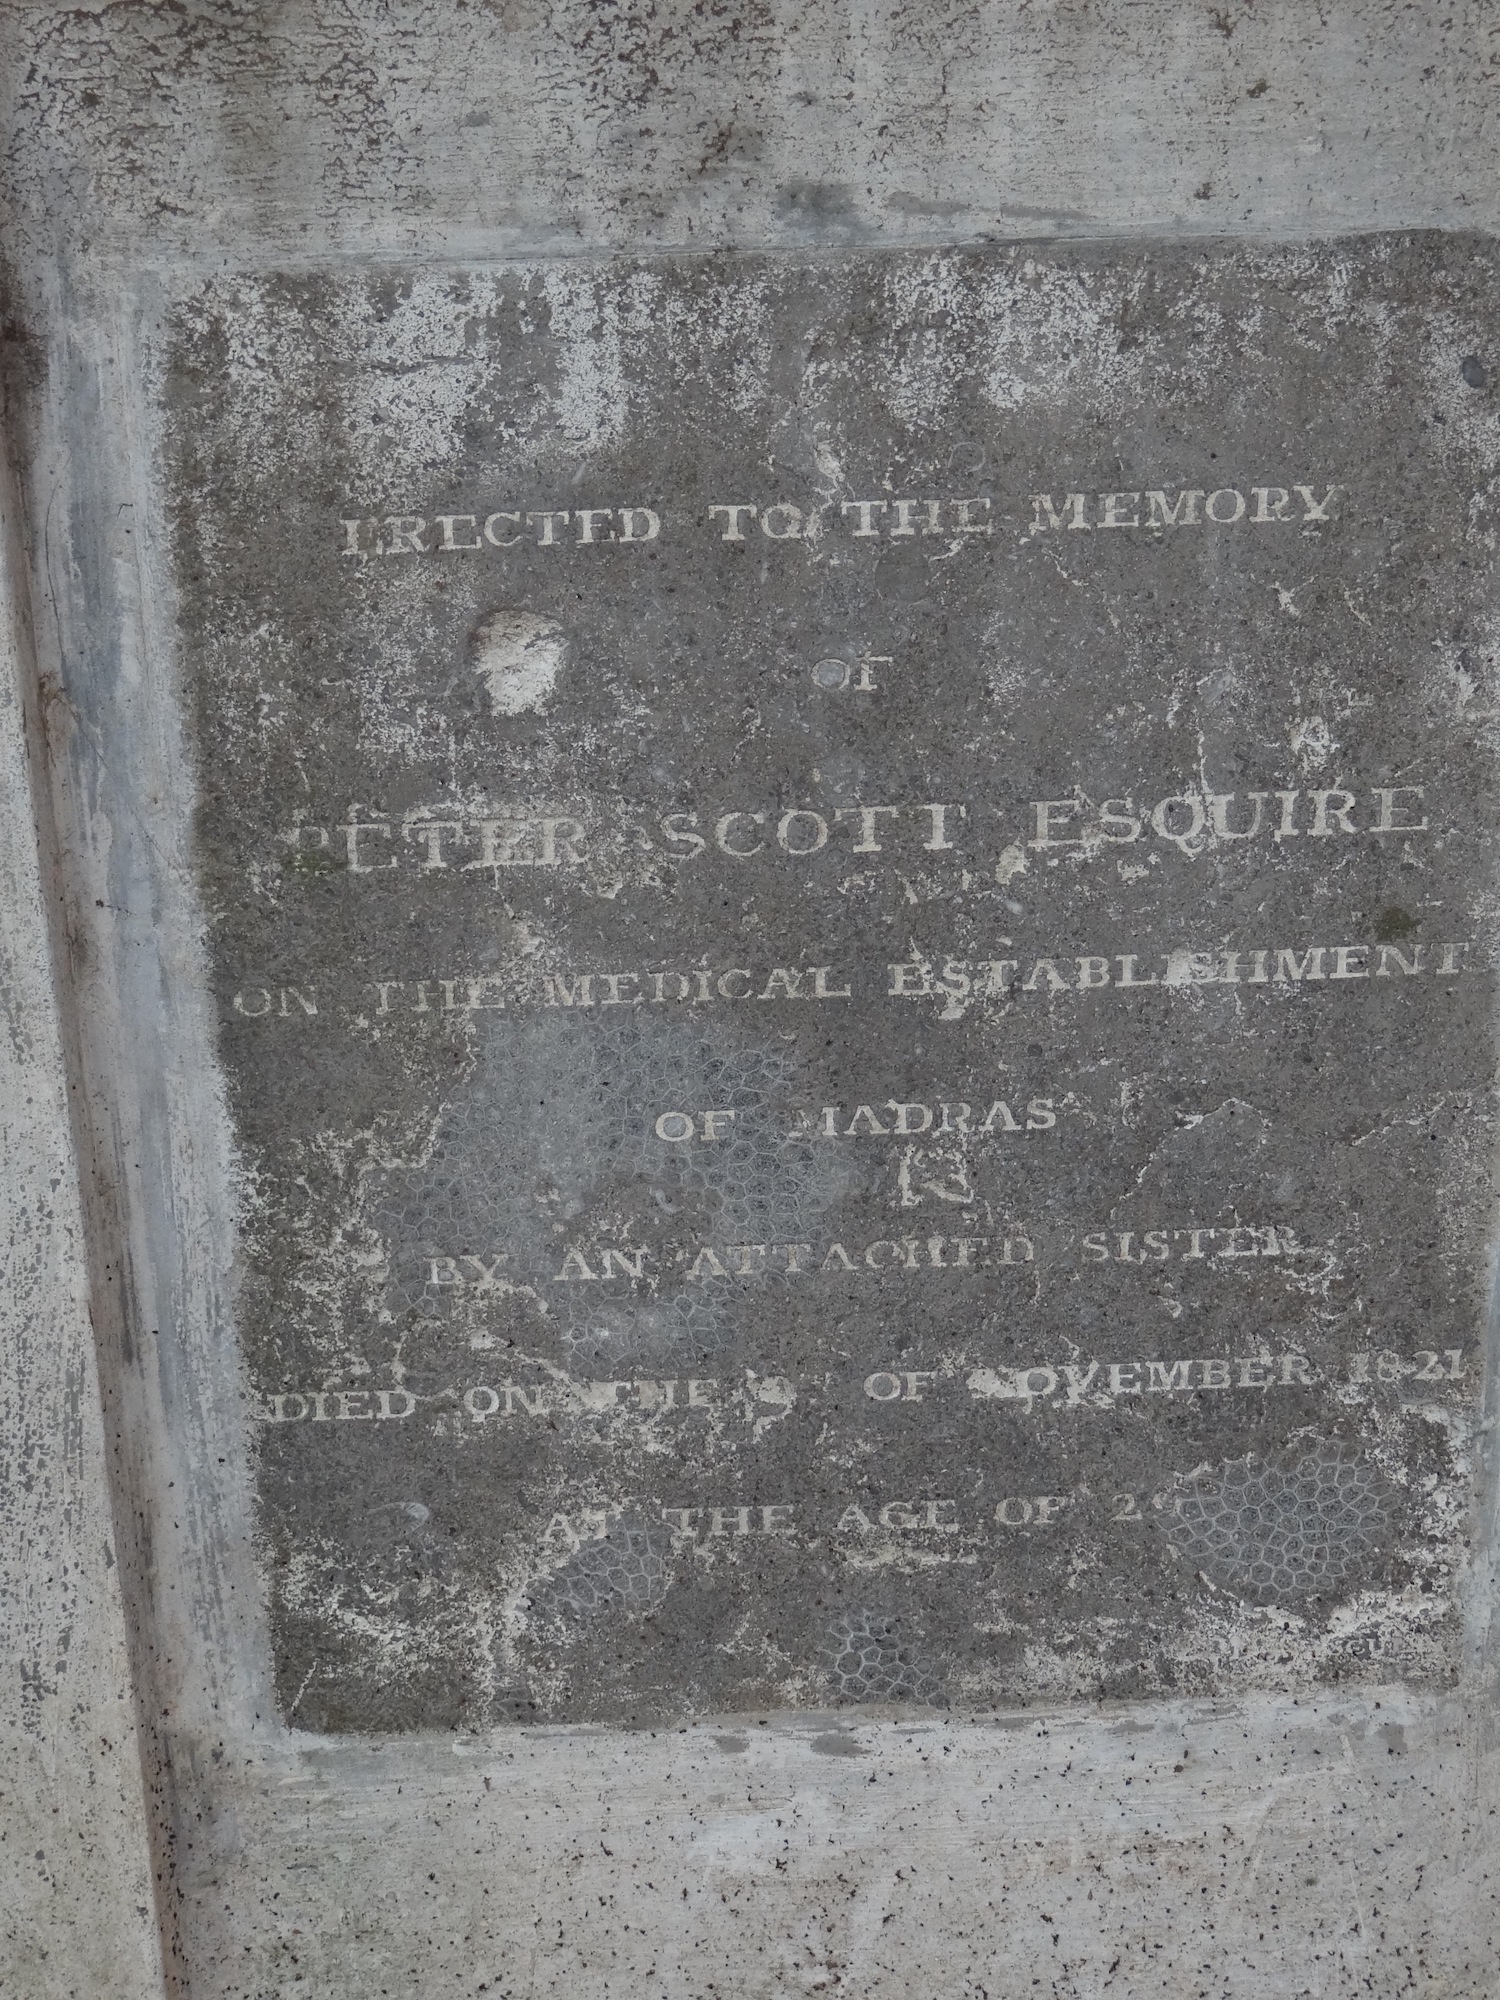 ERECTED TO THE MEMORY
OF
PETER SCOTT ESQUIRE
ON THE MEDICAL ESTABLISHMENT
OF MADRAS
BY AN ATTACHED SISTER
DIED ON THE OF NOVEMBER 1821
AT THE AGE OF